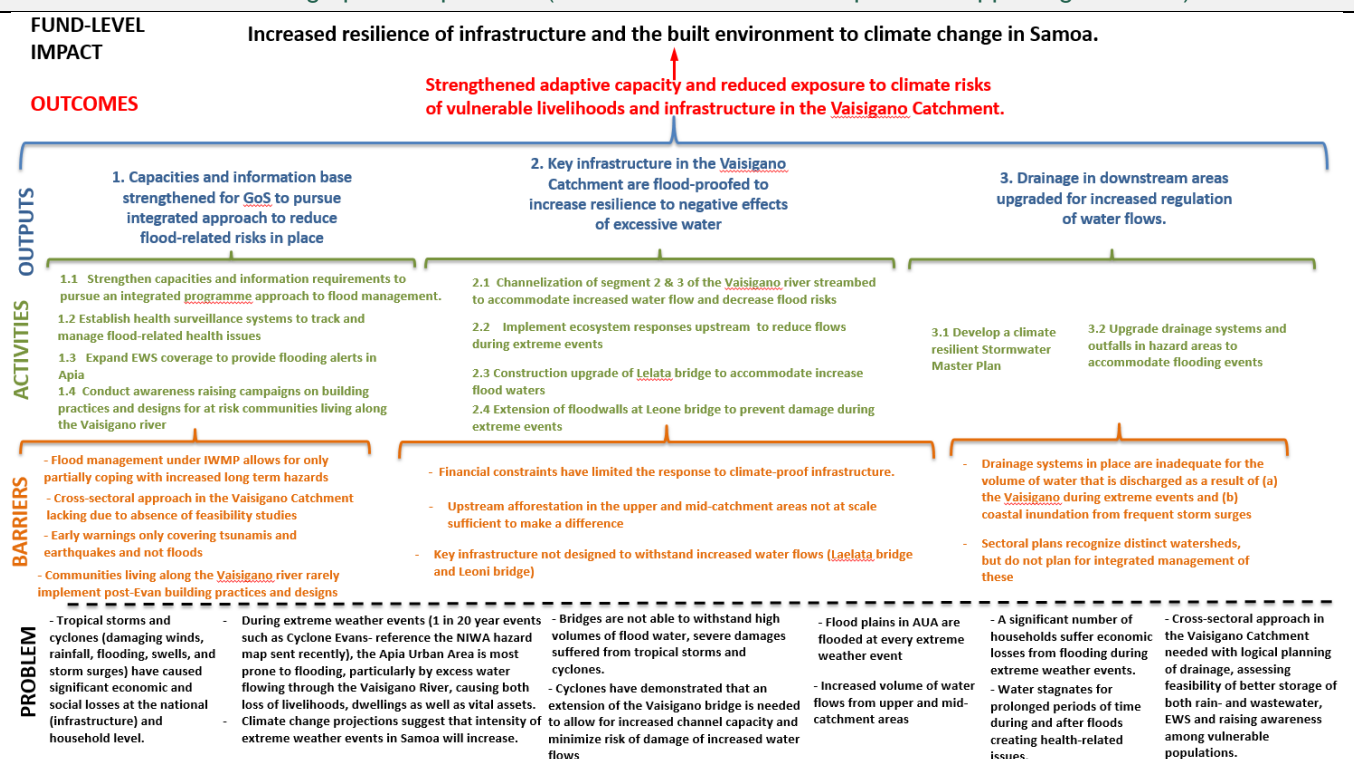 FUND-LEVEL
IMPACT
Increased resilience of infrastructure and the built environment to climate change in Samoa.
OUTCOMES
Strengthened adaptive capacity and reduced exposure to climate risks
of vulnerable livelihoods and infrastructure in the Vaisigano Catchment.
OUTPUTS
1. Capacities and information base
strengthened for GoS to pursue
integrated approach to reduce
flood-related risks in place
2. Key infrastructure in the Vaisigano
Catchment are flood-proofed to
increase resilience to negative effects
of excessive water
3. Drainage in downstream areas
upgraded for increased regulation
of water flows.
ACTIVITIES
1.1 Strengthen capacities and information requirements to
pursue an integrated programme approach to flood management.
1.2 Establish health surveillance systems to track and
manage flood-related health issues
1.3 Expand EWS coverage to provide flooding alerts in
Apia
1.4 Conduct awareness raising campaigns on building
practices and designs for at risk communities living along
the Vaisigano river
2.1 Channelization of segment 2 & 3 of the Vaisigano river streambed
to accommodate increased water flow and decrease flood risks
2.2 Implement ecosystem responses upstream to reduce flows
during extreme events
2.3 Construction upgrade of Lelata bridge to accommodate increase
flood waters
2.4 Extension of floodwalls at Leone bridge to prevent damage during
extreme events
3.1 Develop a climate
resilient Stormwater
Master Plan
3.2 Upgrade drainage systems and
outfalls in hazard areas to
accommodate flooding events
BARRIERS
- Flood management under IWMP allows for only
partially coping with increased long term hazards
- Cross-sectoral approach in the Vaisigano Catchment
lacking due to absence of feasibility studies
- Early warnings only covering tsunamis and
earthquakes and not floods
- Communities living along the Vaisigano river rarely
implement post-Evan building practices and designs
- Financial constraints have limited the response to climate-proof infrastructure.
- Upstream afforestation in the upper and mid-catchment areas not at scale
sufficient to make a difference
- Key infrastructure not designed to withstand increased water flows (Laelata bridge
and Leoni bridge)
- Drainage systems in place are inadequate for the
volume of water that is discharged as a result of (a)
the Vaisigano during extreme events and (b)
coastal inundation from frequent storm surges
- Sectoral plans recognize distinct watersheds,
but do not plan for integrated management of
these
PROBLEM
- Tropical storms and
cyclones (damaging winds,
rainfall, flooding, swells, and
storm surges) have caused
significant economic and
social losses at the national
(infrastructure) and
household level.
- During extreme weather events (1 in 20 year events
such as Cyclone Evans- reference the NIWA hazard
map sent recently), the Apia Urban Area is most
prone to flooding, particularly by excess water
flowing through the Vaisigano River, causing both
loss of livelihoods, dwellings as well as vital assets.
- Climate change projections suggest that intensity of
extreme weather events in Samoa will increase.
- Bridges are not able to withstand high
volumes of flood water, severe damages
suffered from tropical storms and
cyclones.
- Cyclones have demonstrated that an
extension of the Vaisigano bridge is needed
to allow for increased channel capacity and
minimize risk of damage of increased water
flows
- Flood plains in AUA are
flooded at every extreme
weather event
- Increased volume of water
flows from upper and mid-
catchment areas
- A significant number of
households suffer economic
losses from flooding during
extreme weather events.
- Water stagnates for
prolonged periods of time
during and after floods
creating health-related
issues.
- Cross-sectoral approach in
the Vaisigano Catchment
needed with logical planning
of drainage, assessing
feasibility of better storage of
both rain- and wastewater,
EWS and raising awareness
among vulnerable
populations.